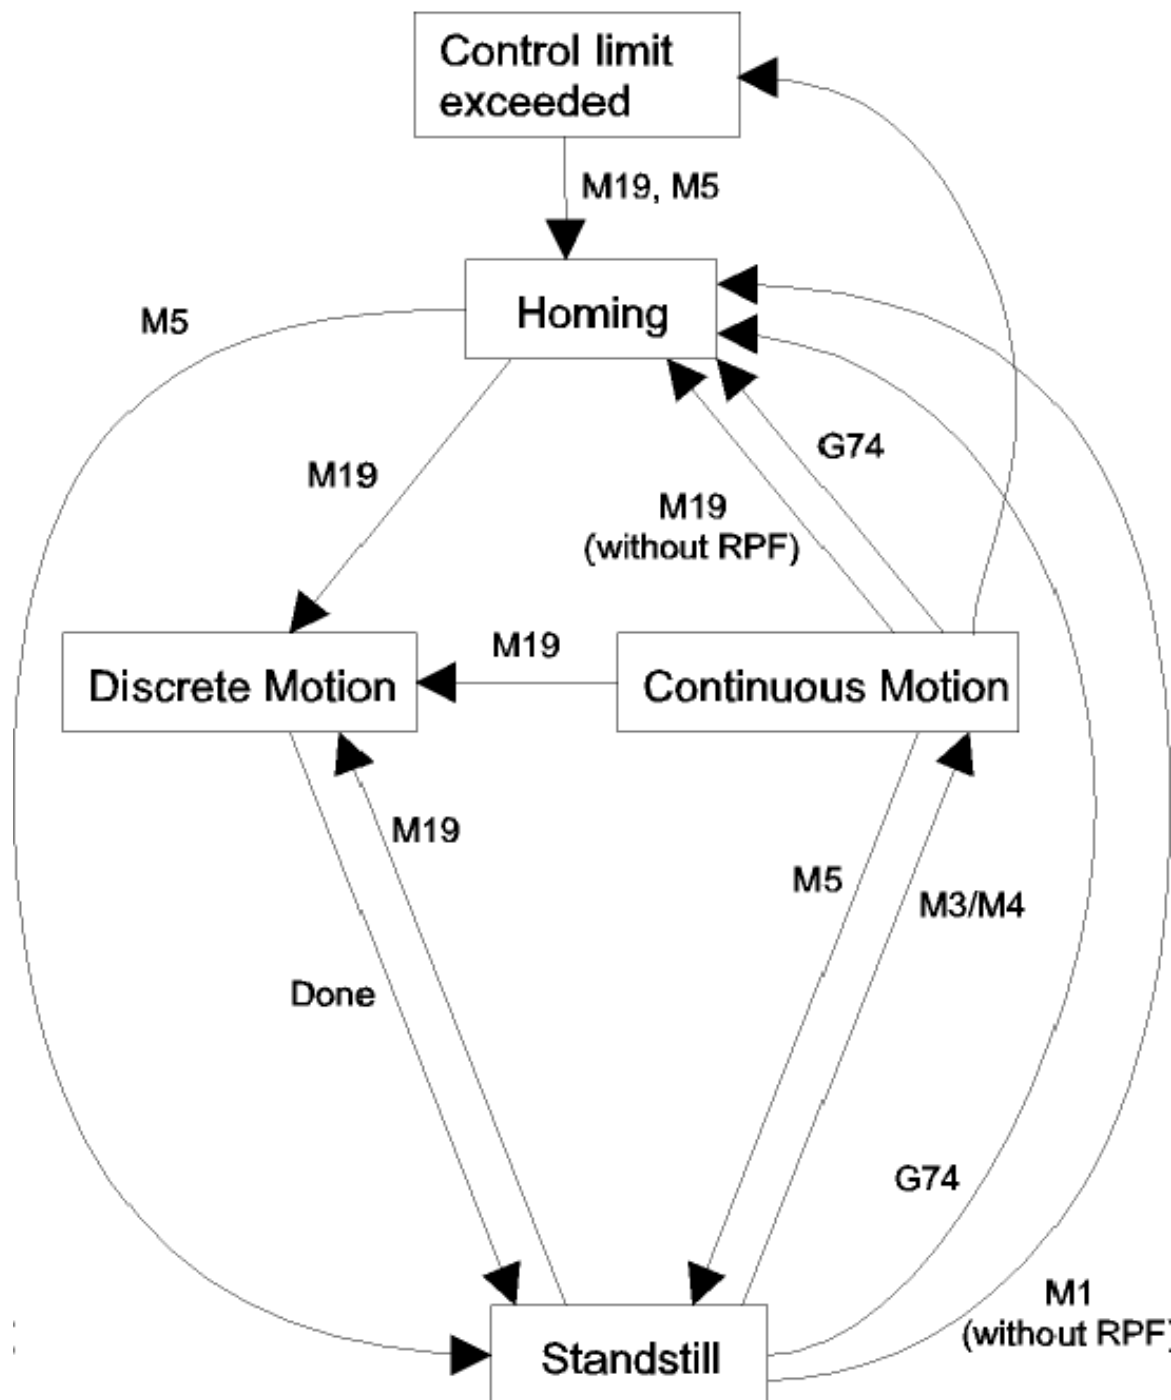 Control limit
exceeded
M19, M5
M5
Homing
G74
M19
M19
(without RPF)
M19
Discrete Motion
Continuous Motion
M19
M5
M3/M4
Done
G74
M1
(without RPF)
Standstill